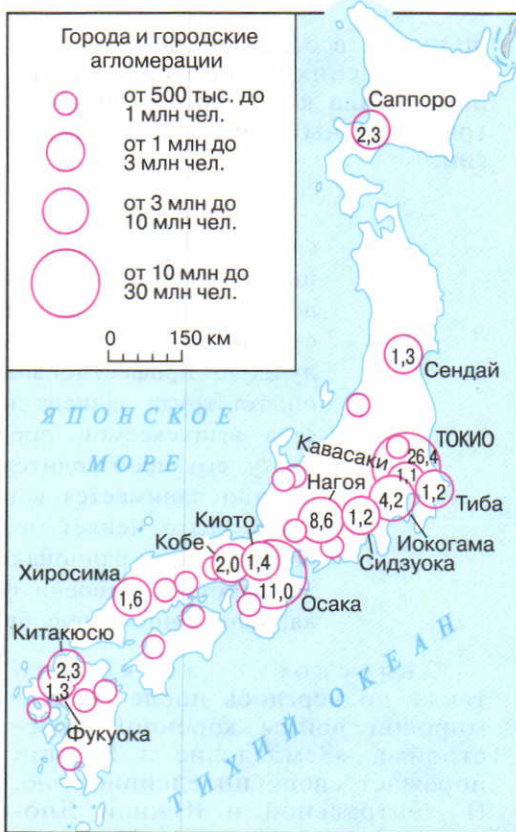 Города и городские
агломерации
от 500 тыс. до
1 млн чел.
от 1 млн до
3 млн чел.
от 3 млн до
10 млн чел.
от 10 млн до
30 млн чел.
0 150 км
Саппоро
2,3
1,3
Сендай
ЯПОНСКОЕ
МОРЕ
ТОКИО
26,4
Кавасаки
1,1
Нагоя
1,2
Тиба
8,6
4,2
1,2
Йокогама
Сидзуока
Киото
Кобе
2,0
1,4
Хиросима
1,6
11,0
Осака
Китакюсю
2,3
1,3
Фукуока
ТИХИЙ ОКЕАН